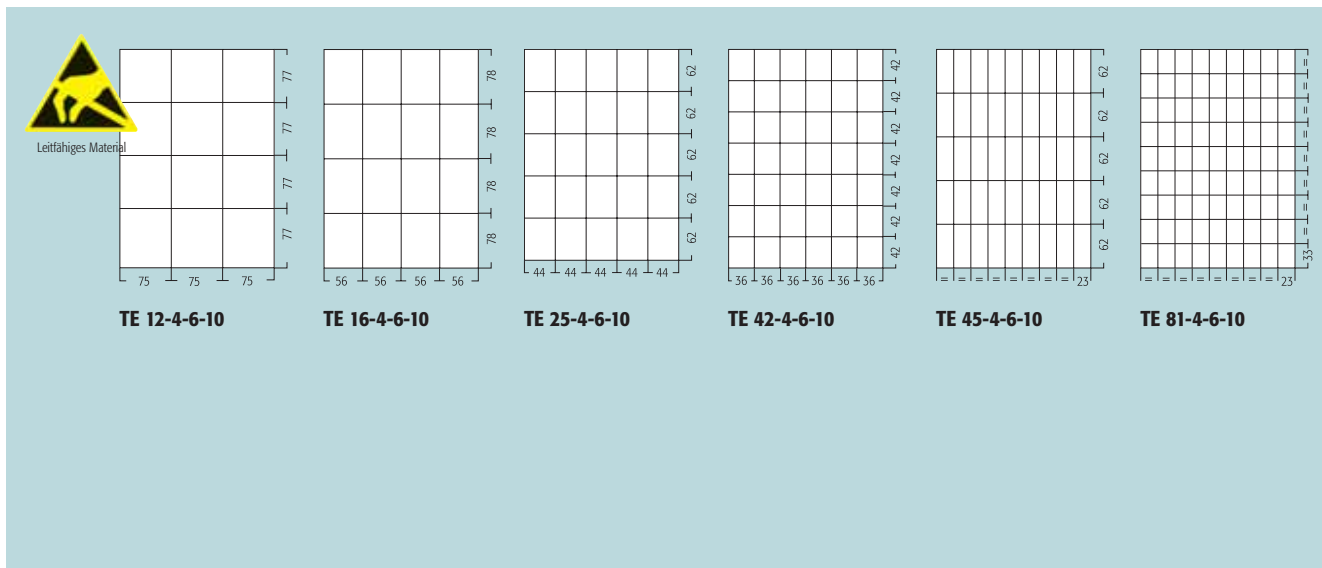 Leitfähiges Material
77
77
77
77
75 75 75
TE 12-4-6-10
78
78
78
78
56 56 56 56
TE 16-4-6-10
62
62
62
62
62
44 44 44 44 44
TE 25-4-6-10
42
42
42
42
42
42
42
36 36 36 36 36 36
TE 42-4-6-10
62
62
62
62
62
= = = = = = = = 23
TE 45-4-6-10
=
=
=
=
=
=
=
=
33
= = = = = = = = 23
TE 81-4-6-10